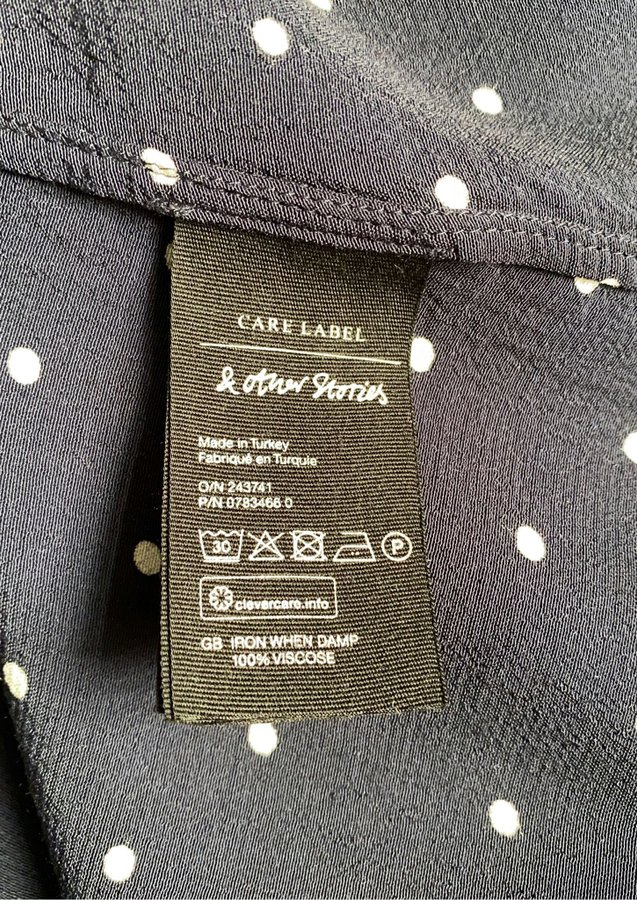 CARE LABEL
& other Stories
Made in Turkey
Fabriqué en Turquie
O/N 243741
P/N 0783466 0
30 P
clevercare.info
GB IRON WHEN DAMP
100% VISCOSE